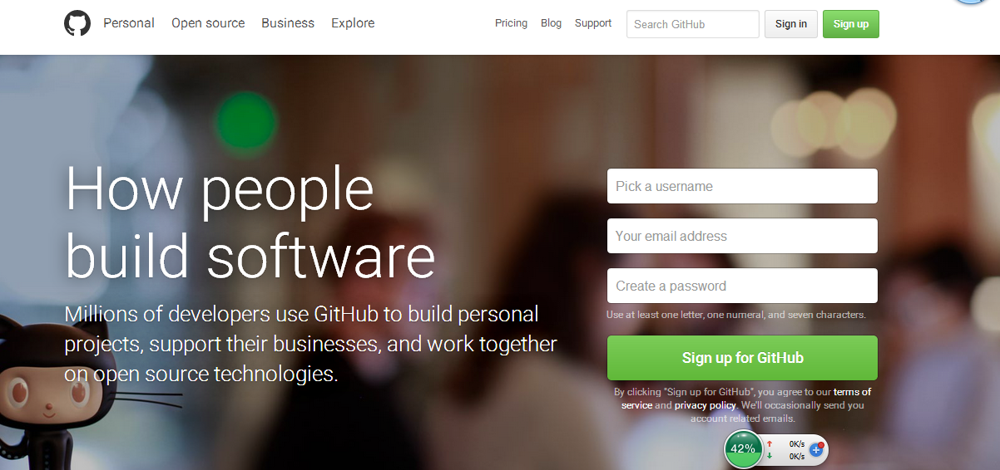 Personal Open source Business Explore Pricing Blog Support Search GitHub Sign in Sign up
How people
build software
Millions of developers use GitHub to build personal
projects, support their businesses, and work together
on open source technologies.
Pick a username
Your email address
Create a password
Use at least one letter, one numeral, and seven characters.
Sign up for GitHub
By clicking "Sign up for GitHub", you agree to our terms of
service and privacy policy. We'll occasionally send you
account related emails.
42%
0K/s
0K/s